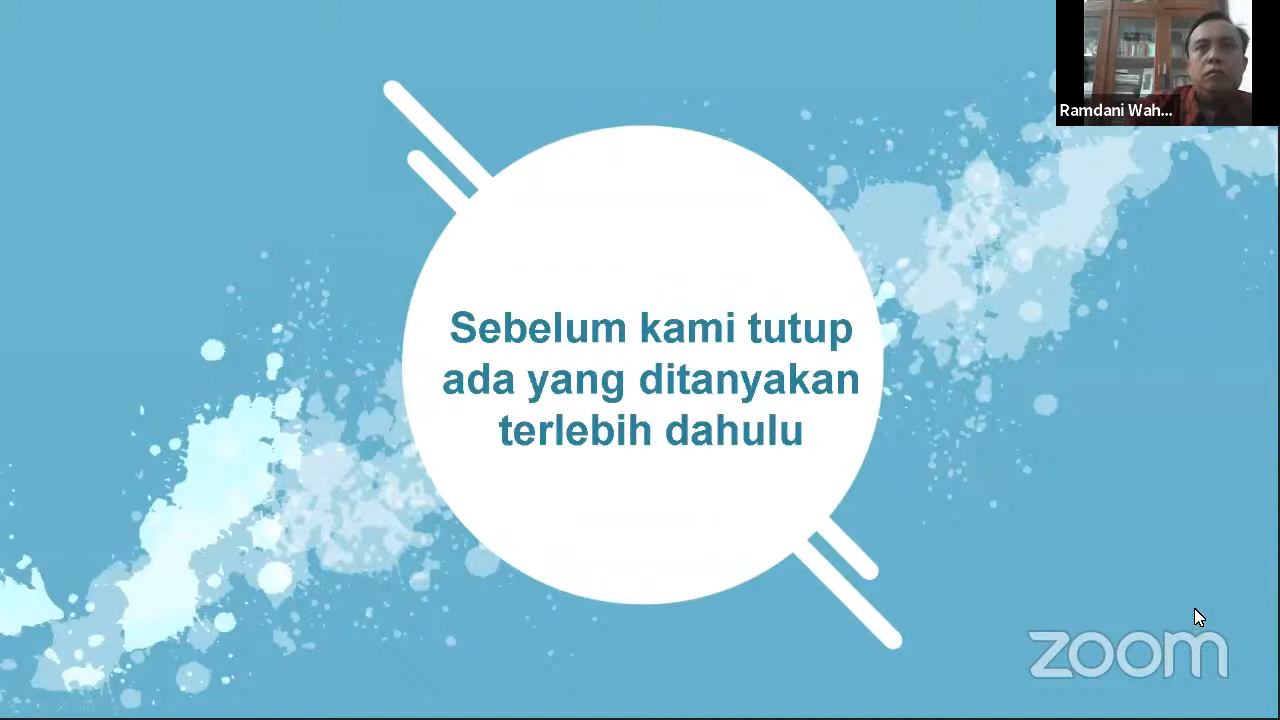 Ramdani Wah...
Sebelum kami tutup
ada yang ditanyakan
terlebih dahulu
zoom